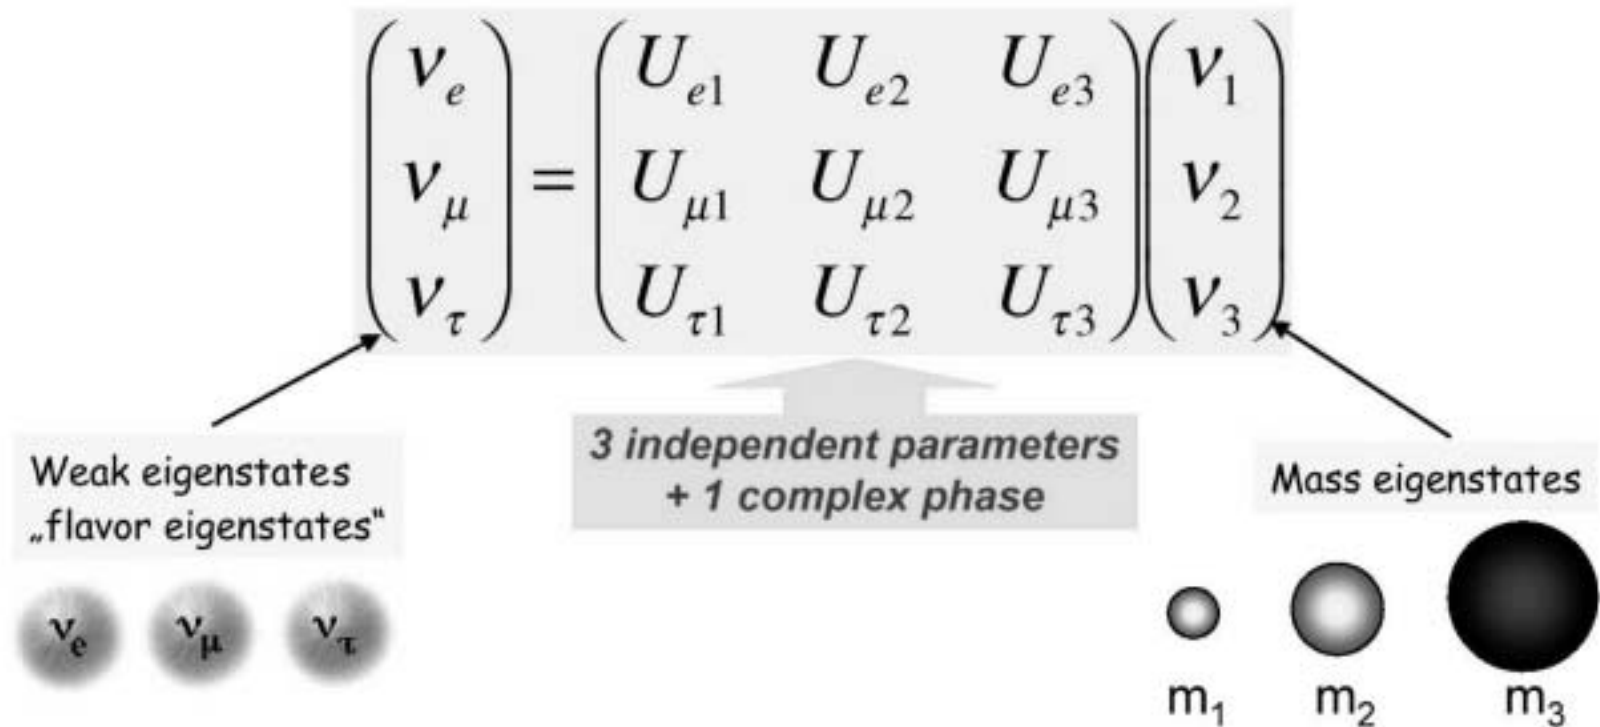 ν_e   U_e1 U_e2 U_e3   ν_1
ν_μ = U_μ1 U_μ2 U_μ3   ν_2
ν_τ   U_τ1 U_τ2 U_τ3   ν_3
3 independent parameters
+ 1 complex phase
Weak eigenstates
„flavor eigenstates“
Mass eigenstates
ν_e ν_μ ν_τ
m_1 m_2 m_3